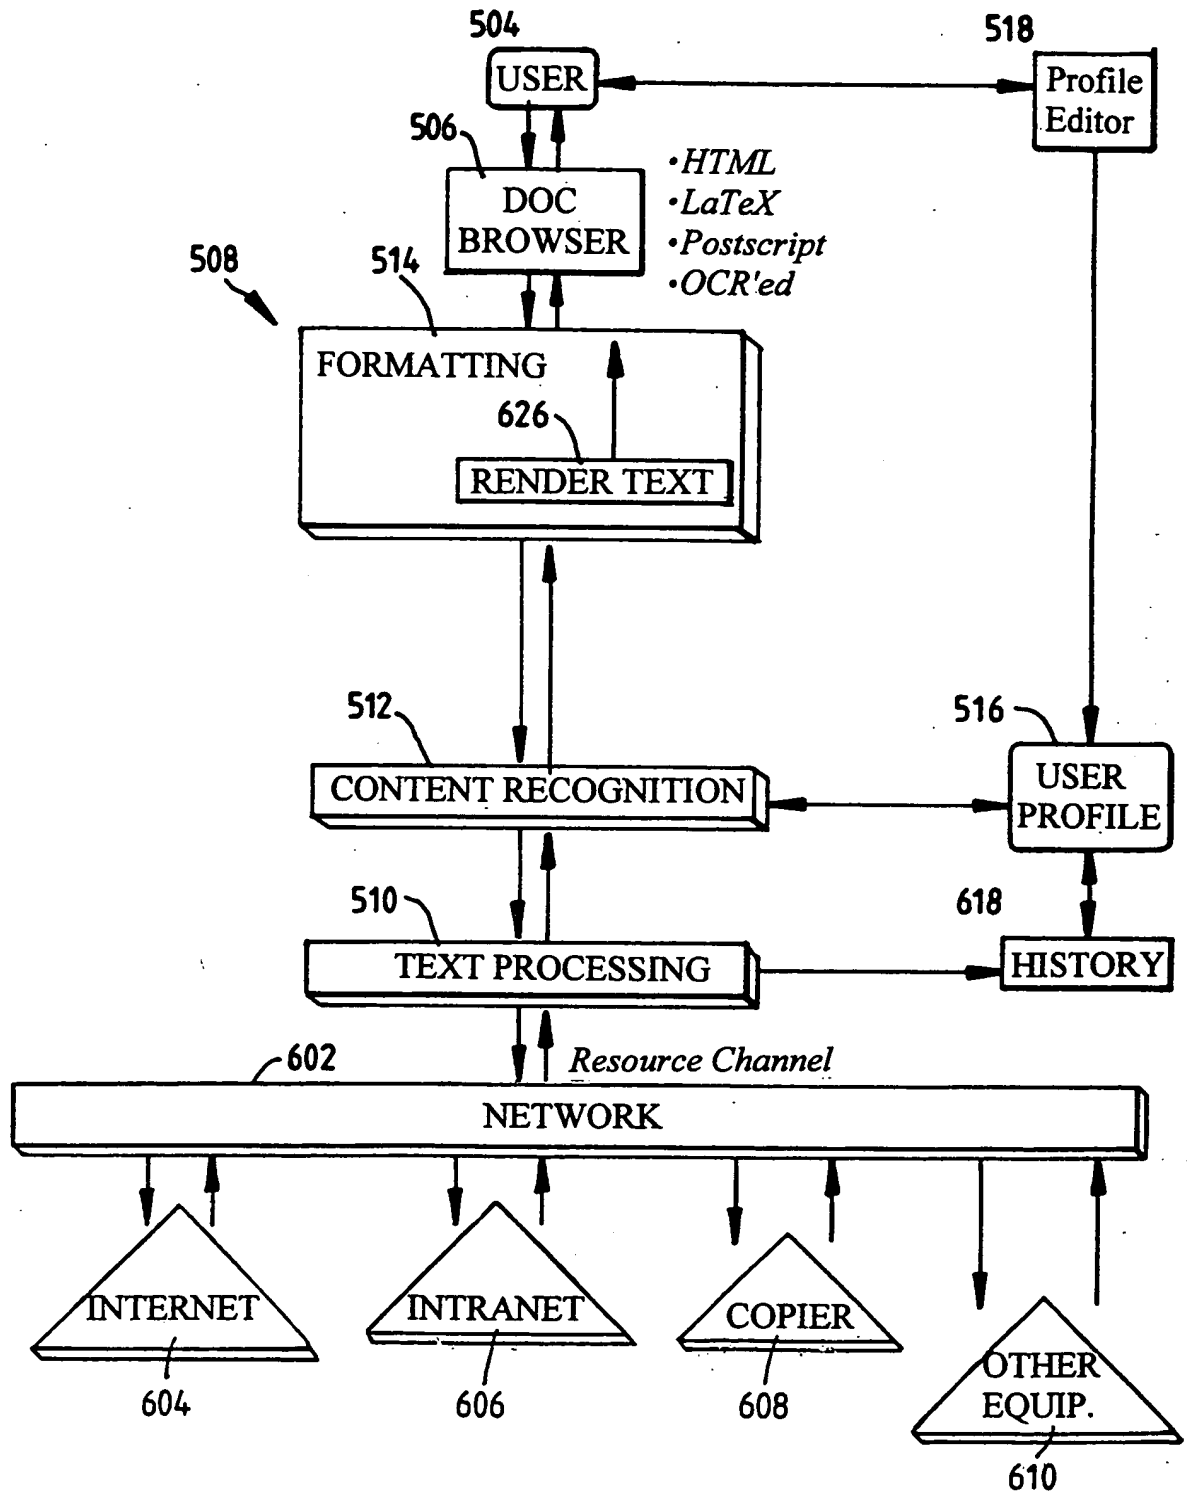 504
518
USER
Profile
Editor
506
DOC
BROWSER
•HTML
•LaTeX
•Postscript
•OCR'ed
508
514
FORMATTING
626
RENDER TEXT
512
516
CONTENT RECOGNITION
USER
PROFILE
510
618
TEXT PROCESSING
HISTORY
602
Resource Channel
NETWORK
INTERNET
INTRANET
COPIER
OTHER
EQUIP.
604
606
608
610